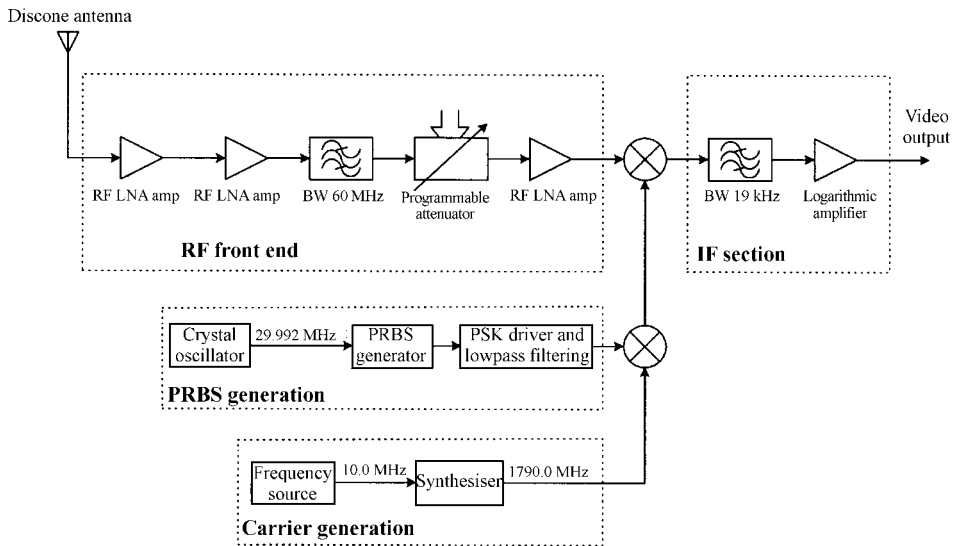 Discone antenna
RF LNA amp
RF LNA amp
BW 60 MHz
Programmable
attenuator
RF LNA amp
RF front end
BW 19 kHz
Logarithmic
amplifier
Video
output
IF section
Crystal
oscillator
29.992 MHz
PRBS
generator
PSK driver and
lowpass filtering
PRBS generation
Frequency
source
10.0 MHz
Synthesiser
1790.0 MHz
Carrier generation